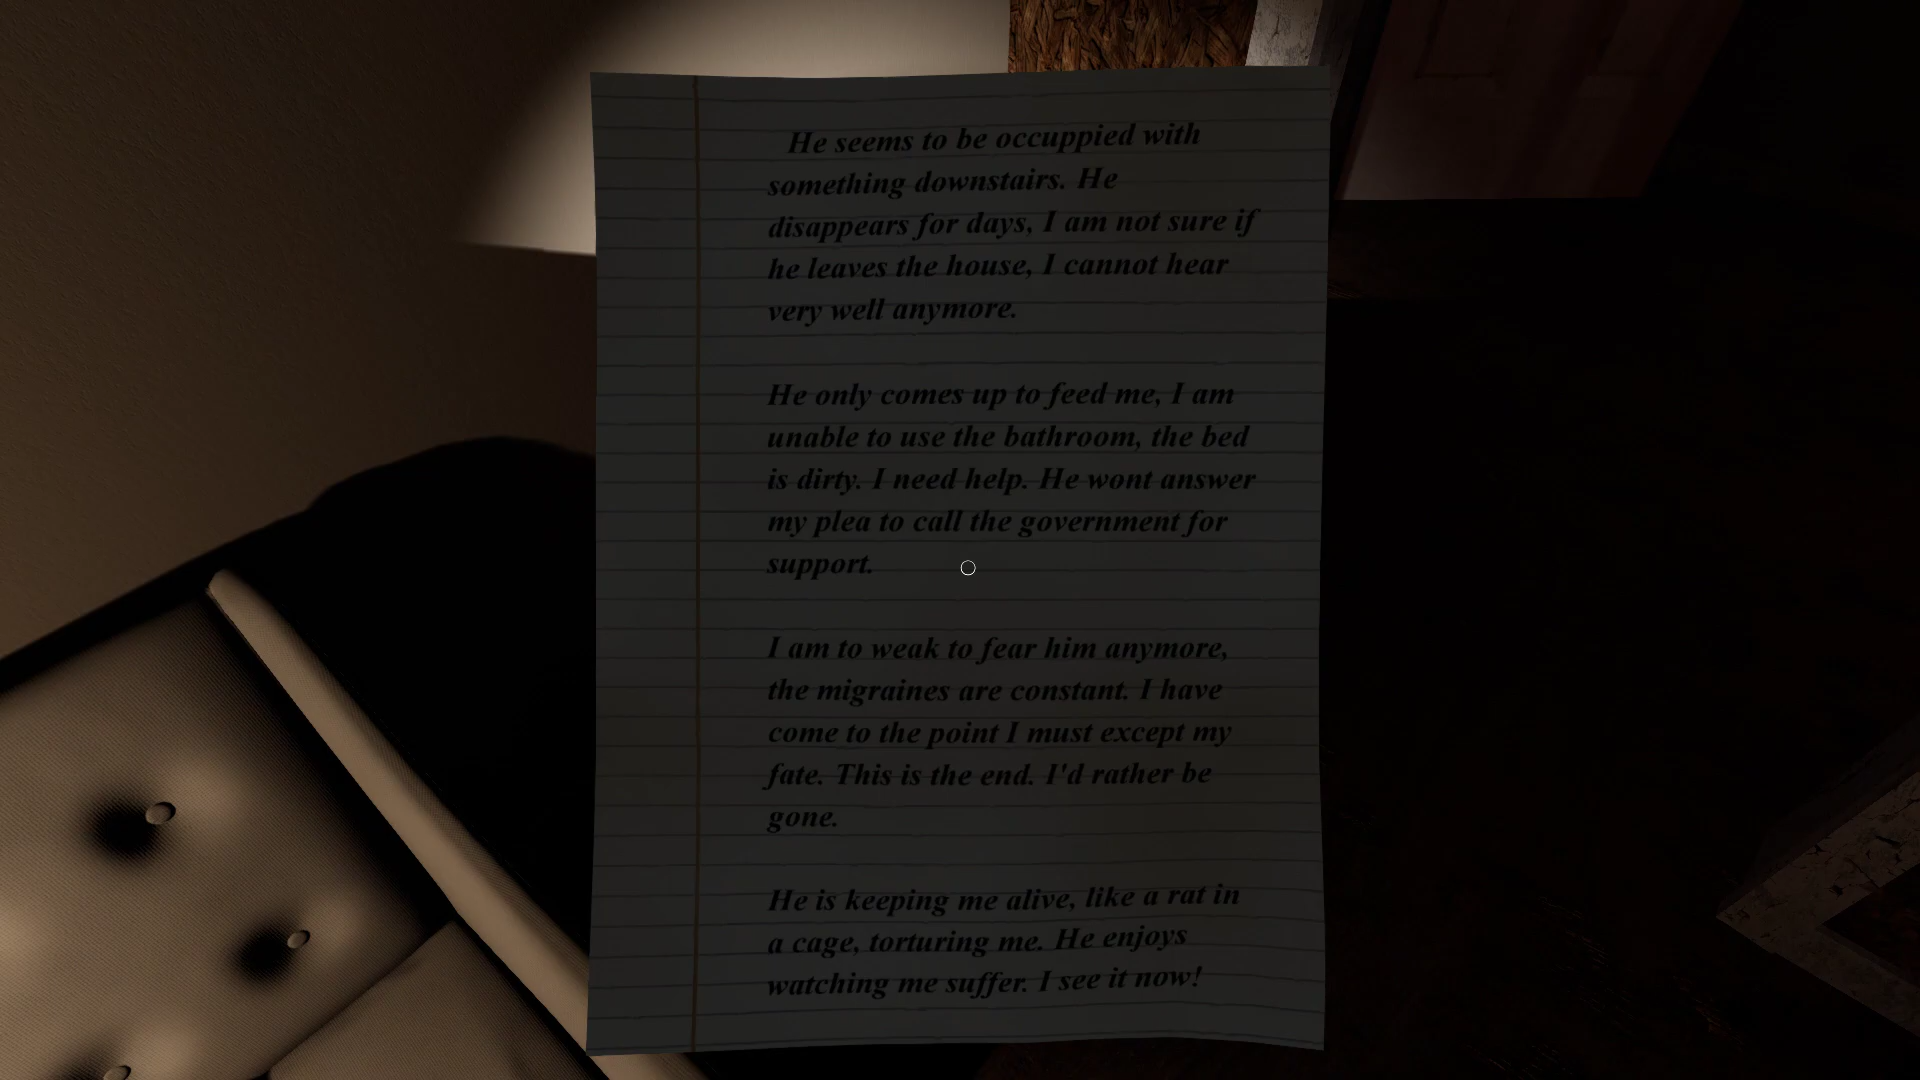 He seems to be occuppied with
something downstairs. He
disappears for days, I am not sure if
he leaves the house, I cannot hear
very well anymore.
He only comes up to feed me, I am
unable to use the bathroom, the bed
is dirty. I need help. He wont answer
my plea to call the government for
support.
I am to weak to fear him anymore,
the migraines are constant. I have
come to the point I must except my
fate. This is the end. I'd rather be
gone.
He is keeping me alive, like a rat in
a cage, torturing me. He enjoys
watching me suffer. I see it now!